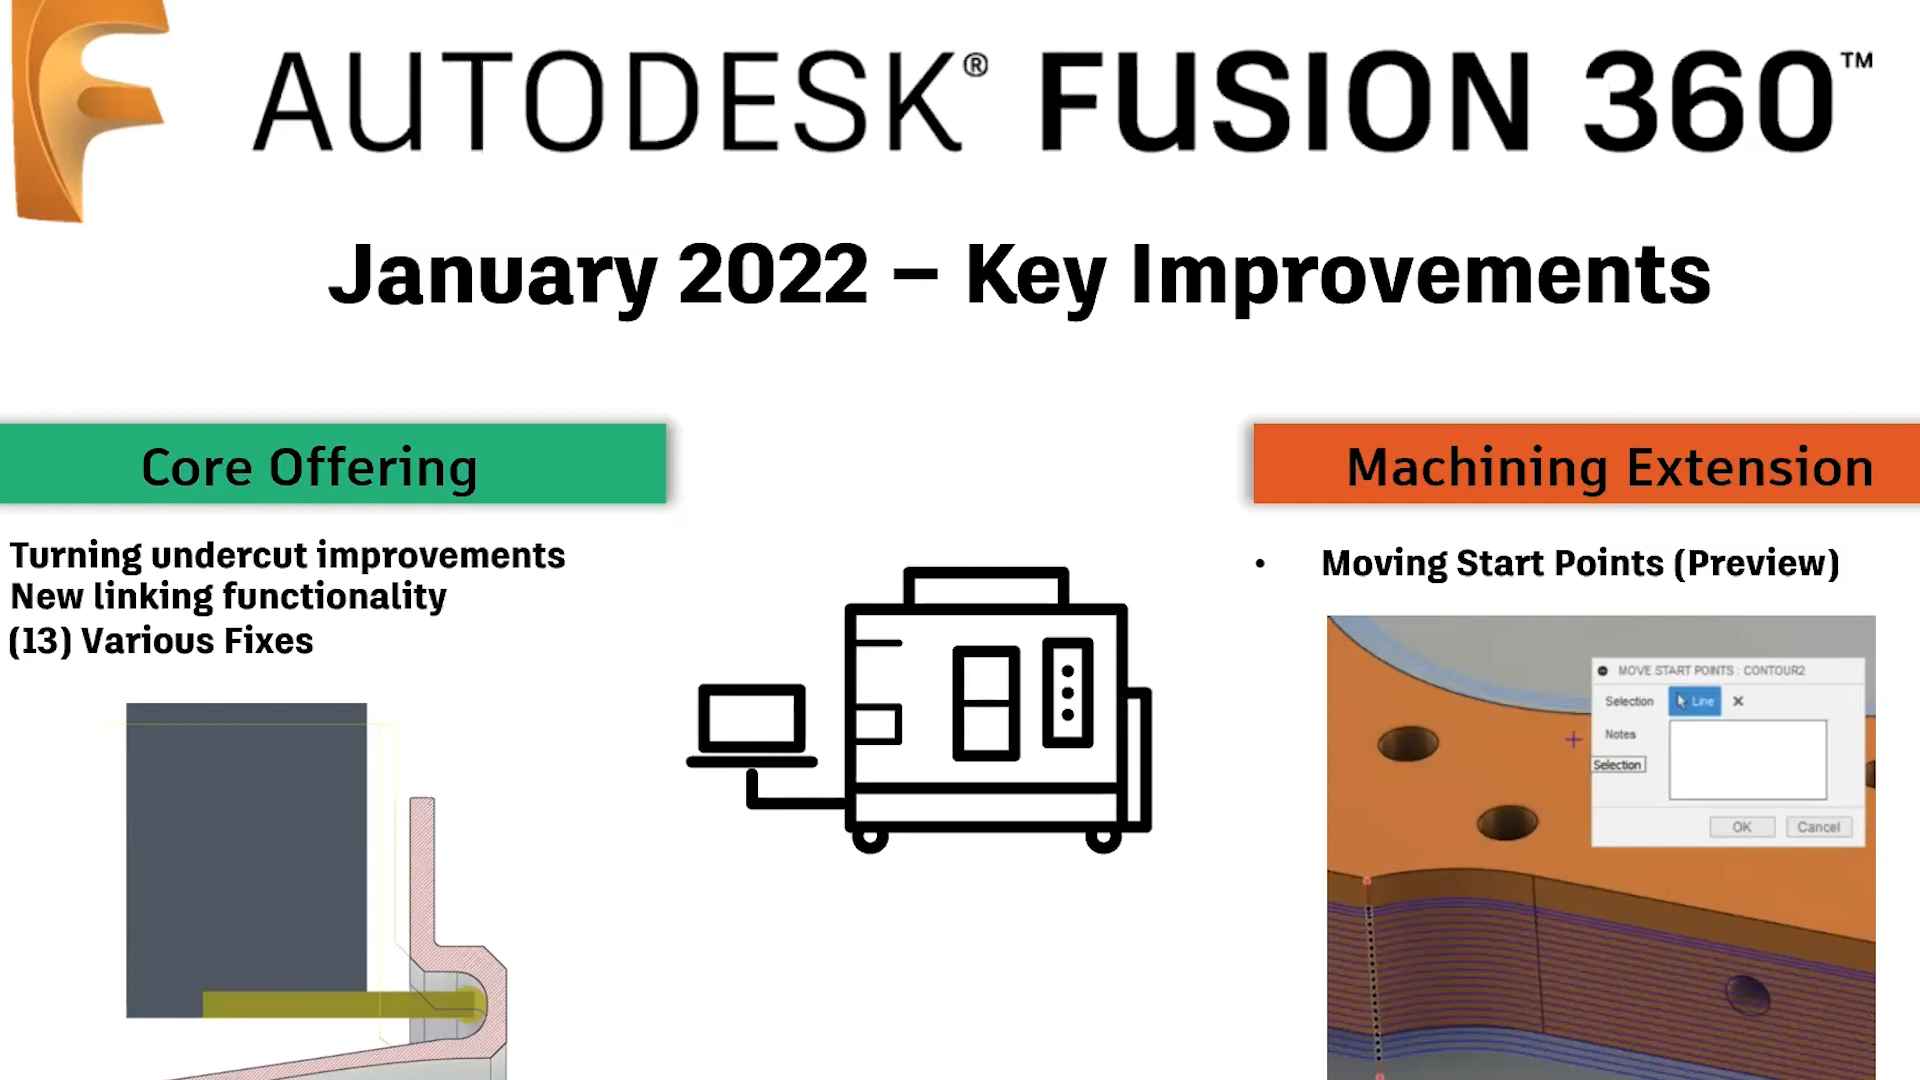 AUTODESK® FUSION 360™
January 2022 – Key Improvements
Core Offering
Turning undercut improvements
New linking functionality
(13) Various Fixes
Machining Extension
• Moving Start Points (Preview)
MOVE START POINTS : CONTOUR2
Selection Line
Notes
Selection
OK Cancel